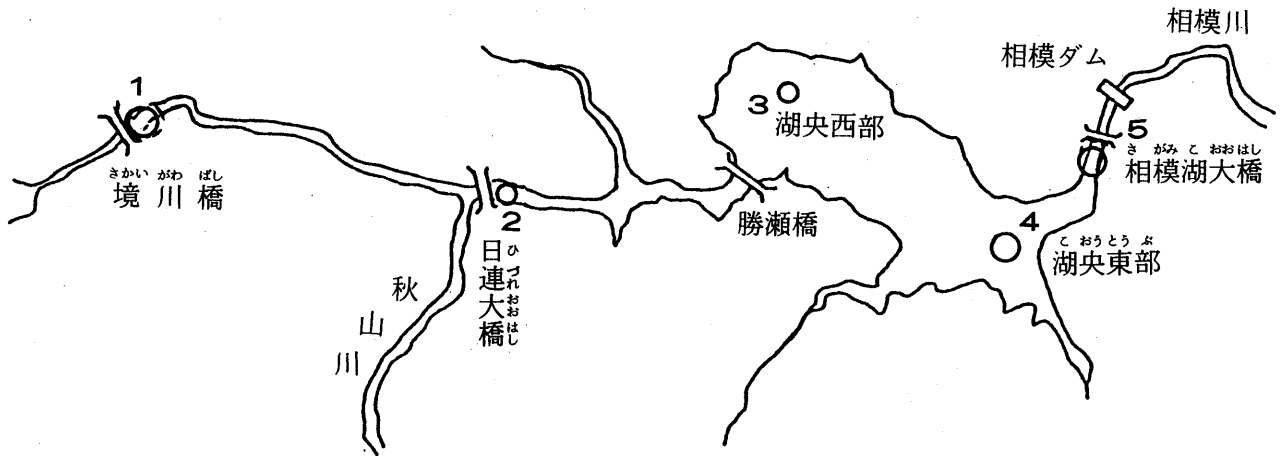 1
さかい がわ ばし
境川橋
2
ひづれおおはし
日連大橋
秋山川
3
湖央西部
勝瀬橋
4
こおうとうぶ
湖央東部
5
さがみこおおはし
相模湖大橋
相模ダム
相模川